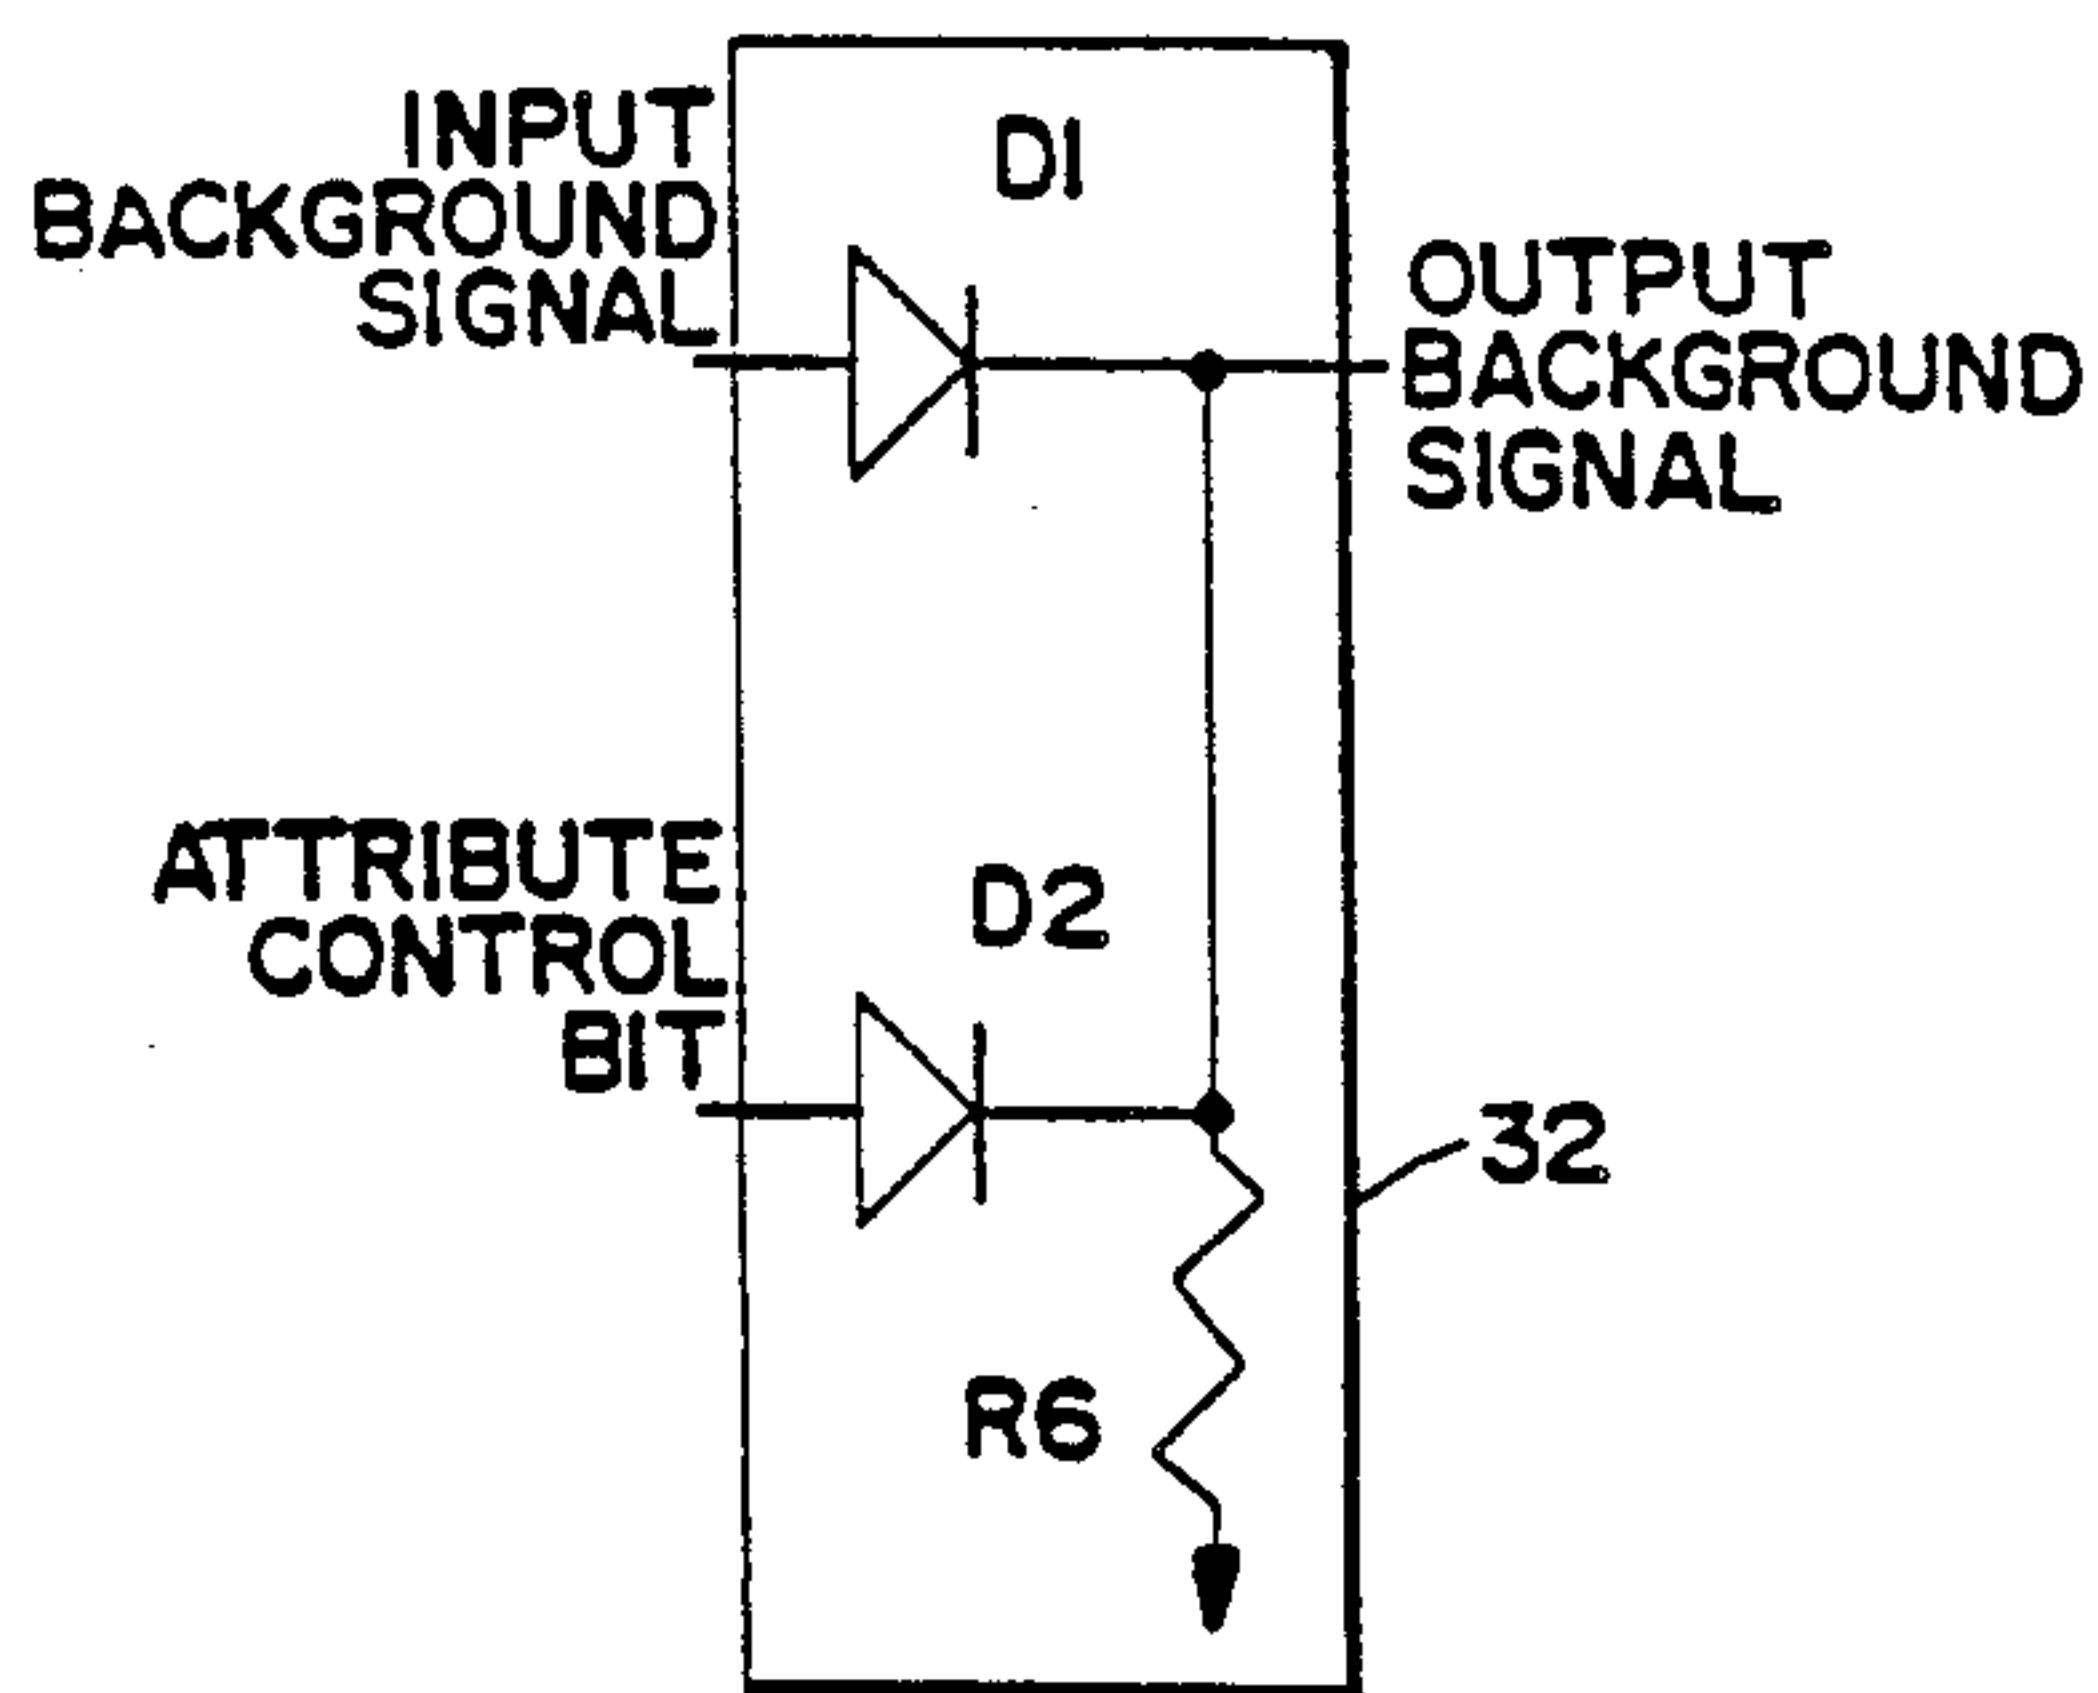 INPUT
BACKGROUND
SIGNAL
D1
OUTPUT
BACKGROUND
SIGNAL
ATTRIBUTE
CONTROL
BIT
D2
32
R6